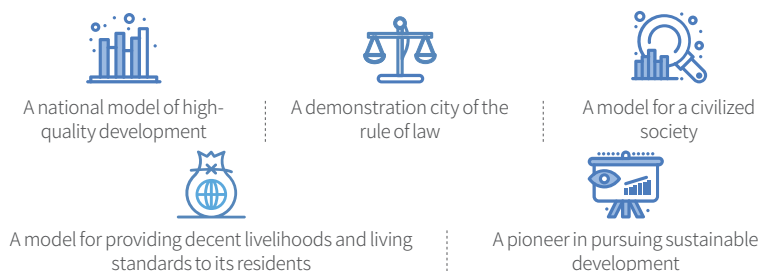 A national model of high-
quality development
A demonstration city of the
rule of law
A model for a civilized
society
A model for providing decent livelihoods and living
standards to its residents
A pioneer in pursuing sustainable
development